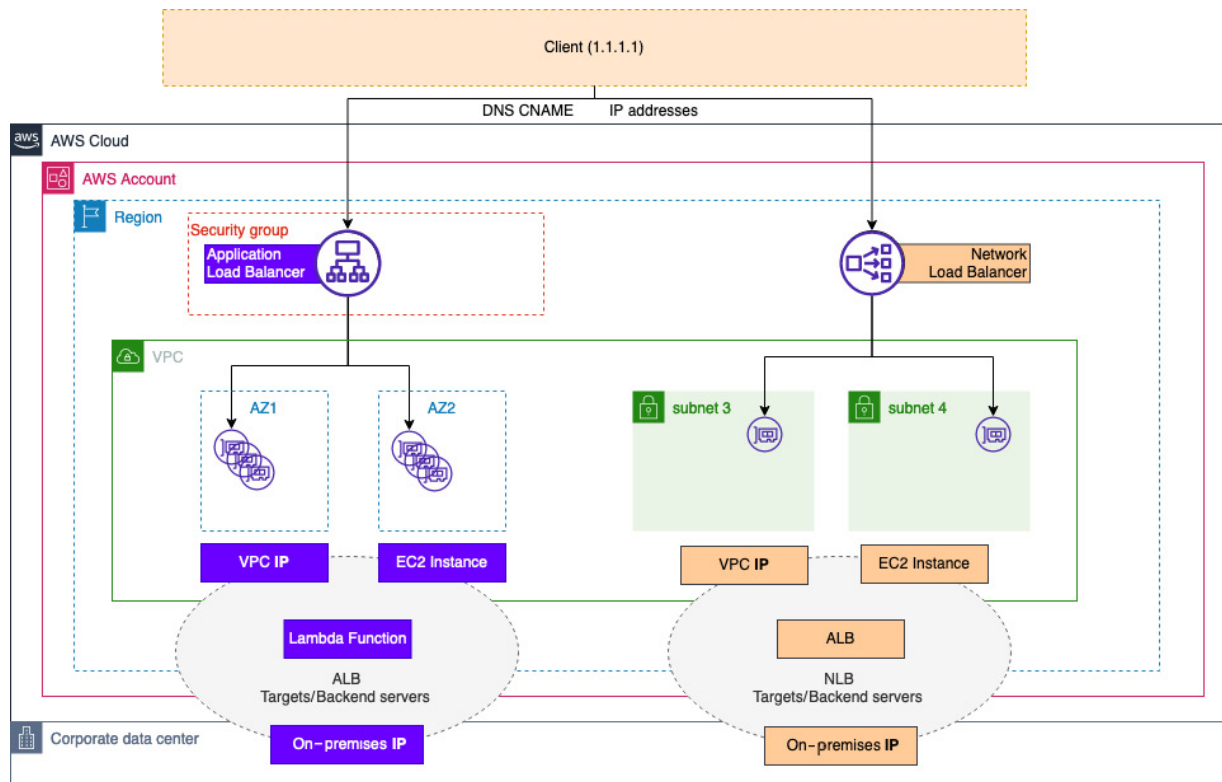 Client (1.1.1.1)
DNS CNAME
IP addresses
aws
AWS Cloud
AWS Account
Region
Security group
Application
Load Balancer
Network
Load Balancer
VPC
AZ1
AZ2
subnet 3
subnet 4
VPC IP
EC2 Instance
VPC IP
EC2 Instance
Lambda Function
ALB
ALB
Targets/Backend servers
NLB
Targets/Backend servers
Corporate data center
On-premises IP
On-premises IP